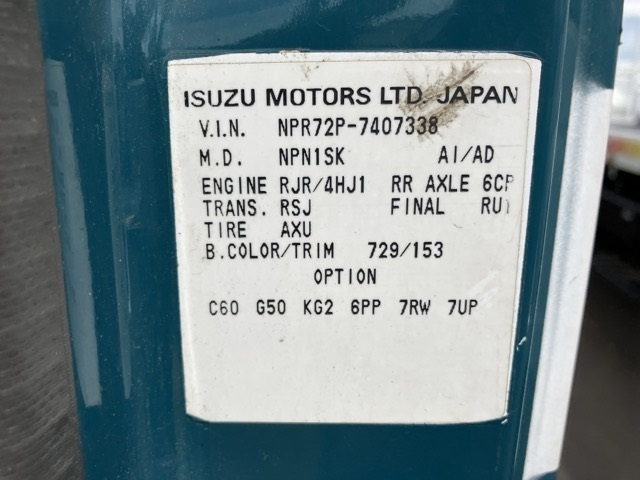 ISUZU MOTORS LTD. JAPAN
V.I.N. NPR72P-7407338
M.D. NPN1SK AI/AD
ENGINE RJR/4HJ1 RR AXLE 6CP
TRANS. RSJ FINAL
TIRE AXU
B.COLOR/TRIM 729/153
OPTION
C60 G50 KG2 6PP 7RW 7UP